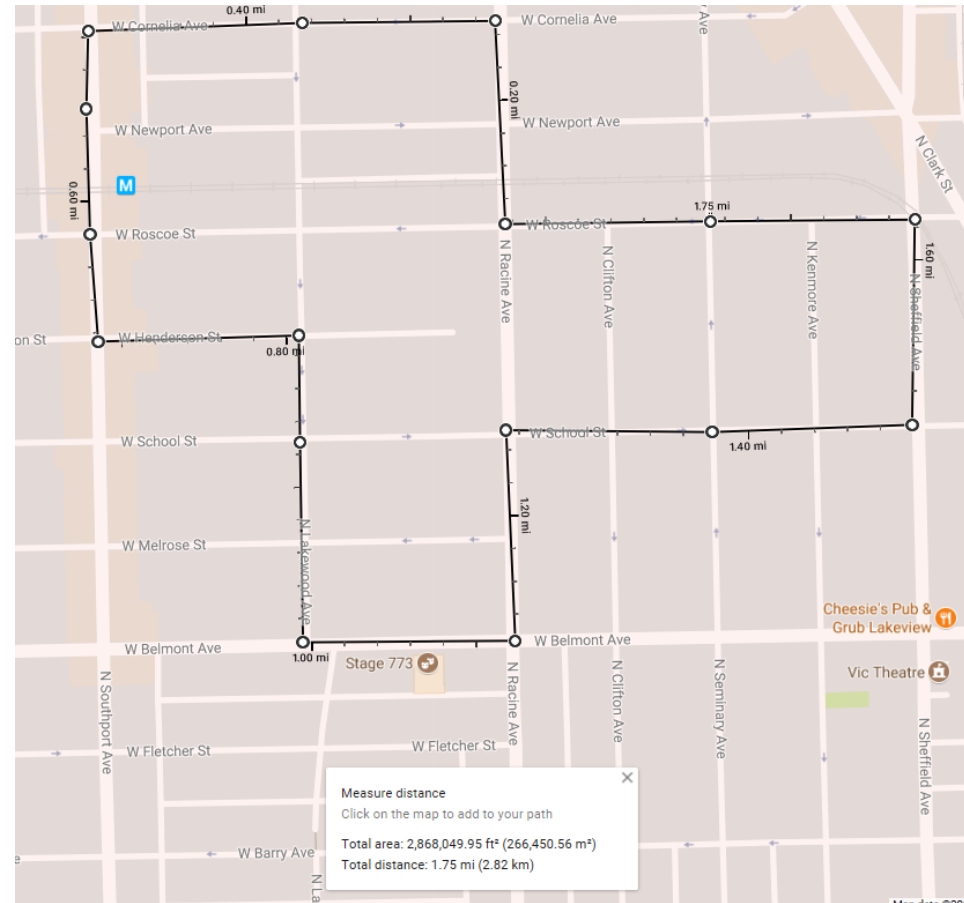 0.40 mi
W Cornelia Ave
W Cornelia Ave
y Ave
0.20 mi
W Newport Ave
W Newport Ave
N Clark St
M
0.60 mi
1.75 mi
W Roscoe St
W Roscoe St
N Racine Ave
N Clifton Ave
N Kenmore Ave
1.60 mi
N Sheffield Ave
on St
W Henderson St
0.80 mi
W School St
W School St
1.40 mi
1.20 mi
W Melrose St
N Lakewood Ave
Cheesie's Pub &
Grub Lakeview
W Belmont Ave
W Belmont Ave
1.00 mi
Stage 773
Vic Theatre
N Southport Ave
N Racine Ave
N Clifton Ave
N Seminary Ave
N Sheffield Ave
W Fletcher St
W Fletcher St
Measure distance
Click on the map to add to your path
Total area: 2,868,049.95 ft² (266,450.56 m²)
Total distance: 1.75 mi (2.82 km)
W Barry Ave
N La